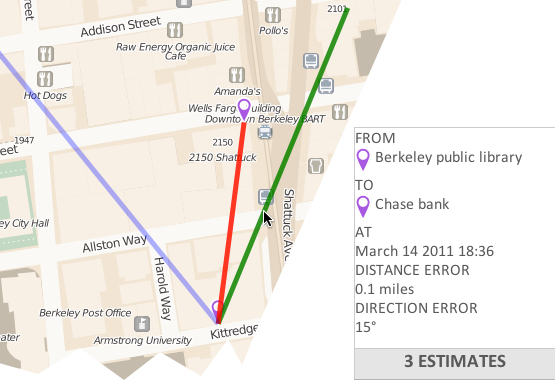 Street
Addison Street
Pollo's
2101
Raw Energy Organic Juice
Cafe
Hot Dogs
Amanda's
Wells Fargo Building
Downtown Berkeley BART
1947
2150
2150 Shattuck
eet
ey City Hall
Shattuck Ave
Allston Way
Harold Way
Berkeley Post Office
Armstrong University
Kittredge
eater
FROM
Berkeley public library
TO
Chase bank
AT
March 14 2011 18:36
DISTANCE ERROR
0.1 miles
DIRECTION ERROR
15°
3 ESTIMATES